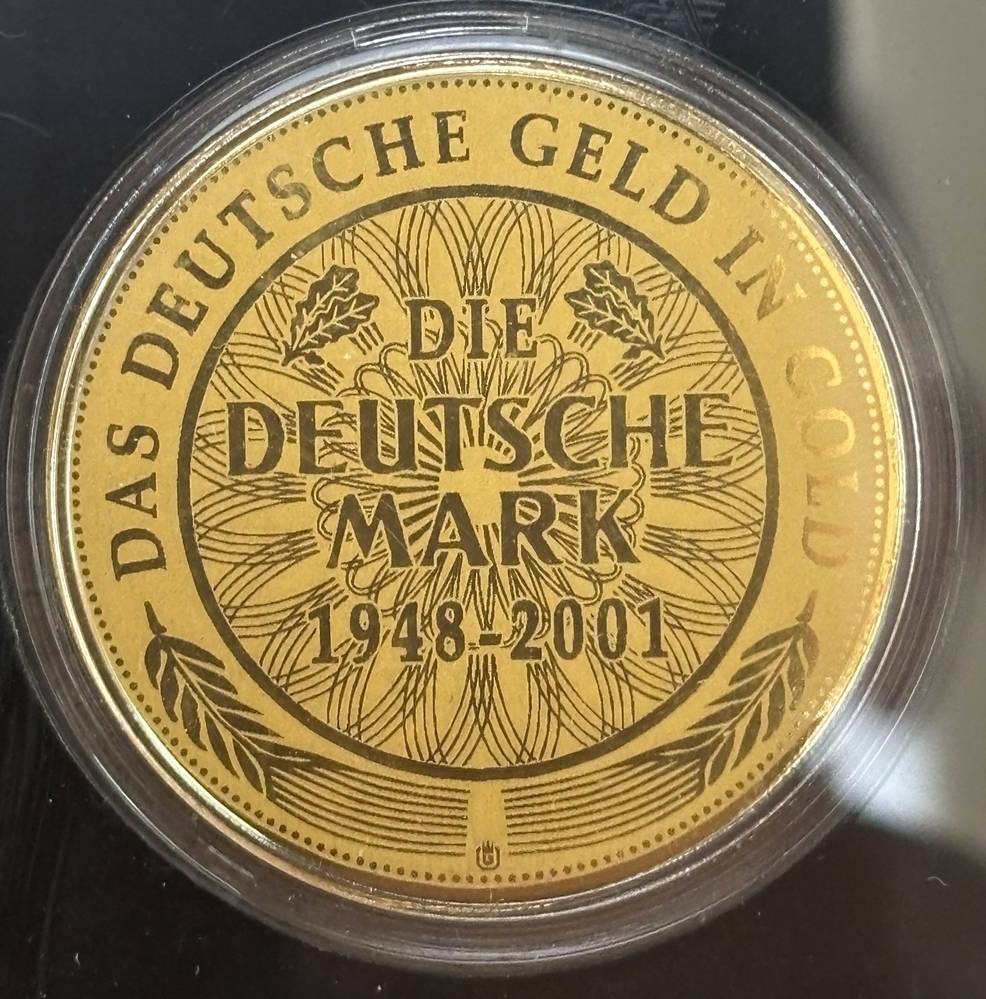 DAS DEUTSCHE GELD IN GOLD
DIE
DEUTSCHE
MARK
1948-2001